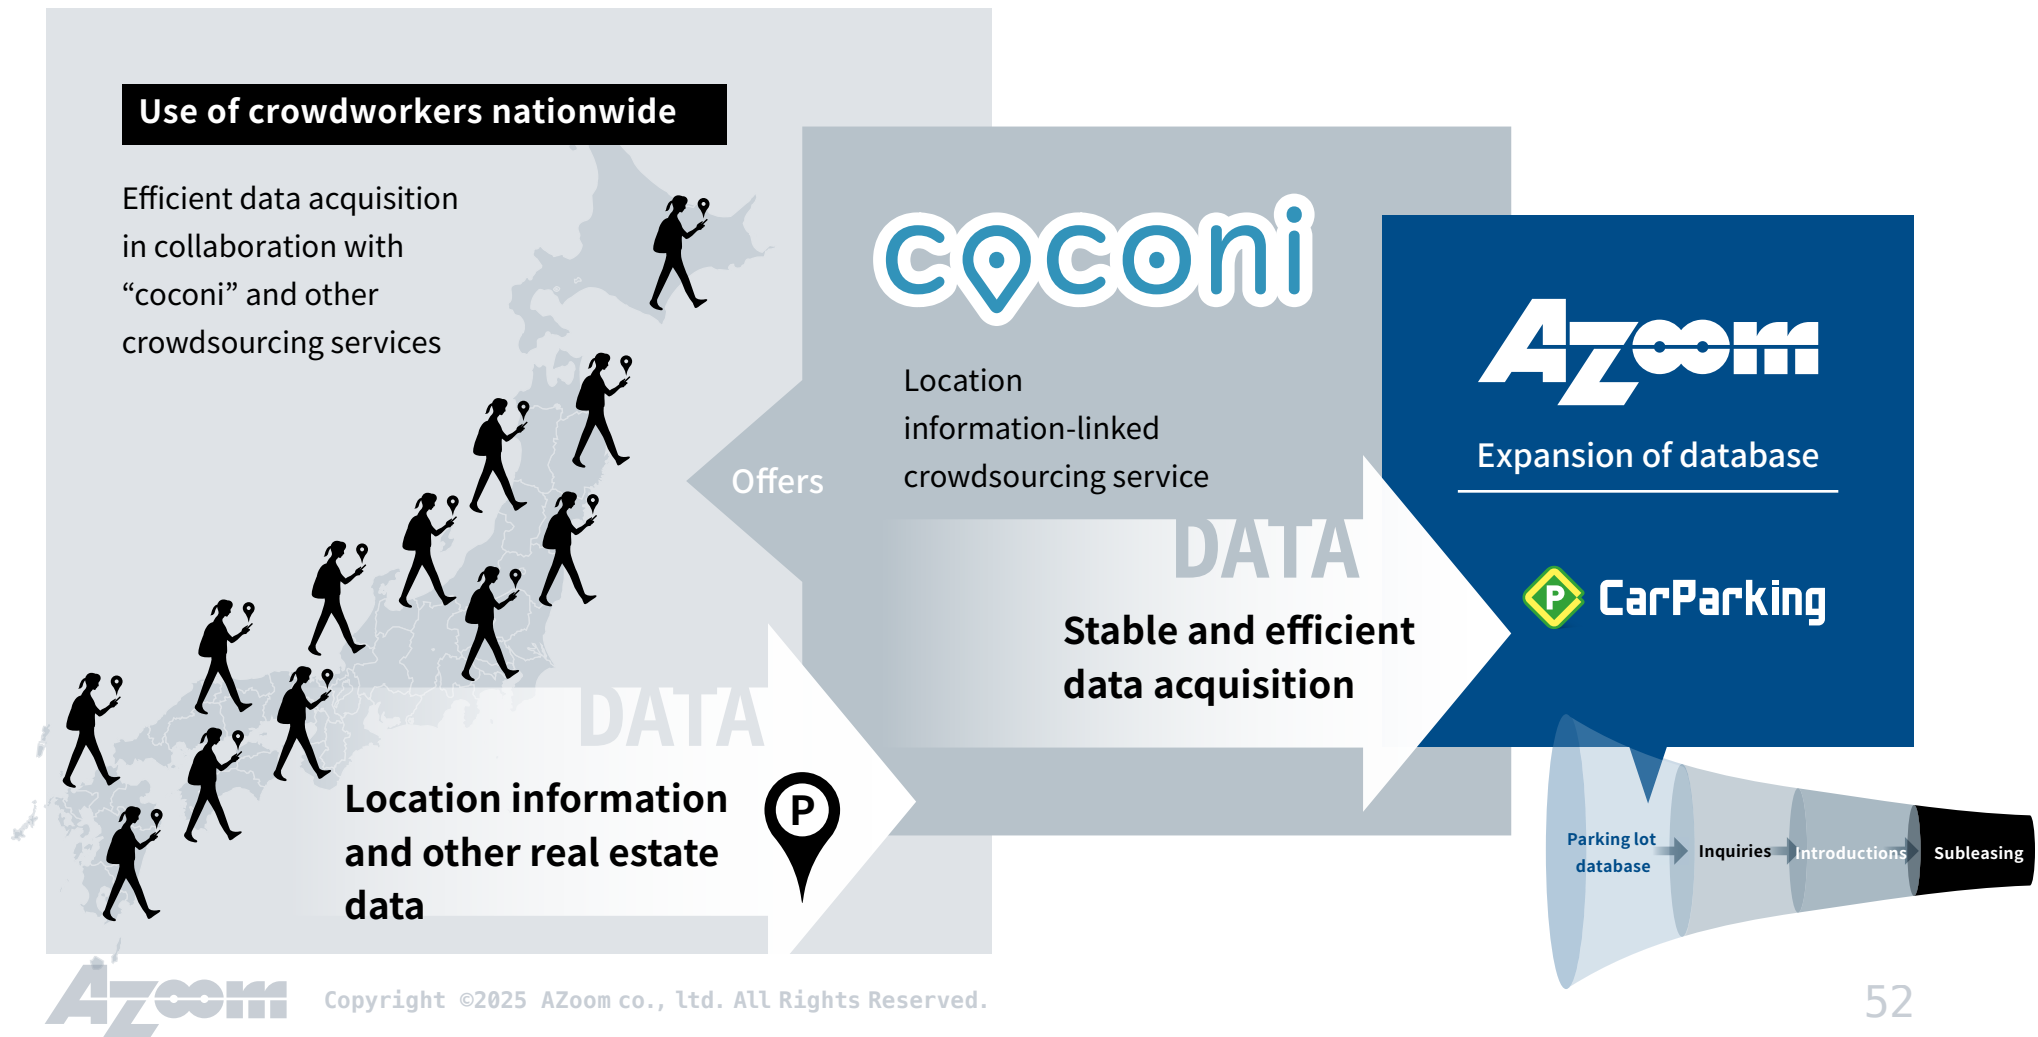 Use of crowdworkers nationwide
Efficient data acquisition
in collaboration with
“coconi” and other
crowdsourcing services
Offers
DATA
Location information
and other real estate
data
P
coconi
Location
information-linked
crowdsourcing service
DATA
Stable and efficient
data acquisition
AZoom
Expansion of database
P CarParking
Parking lot
database
Inquiries
Introductions
Subleasing
AZoom
Copyright ©2025 AZoom co., ltd. All Rights Reserved.
52